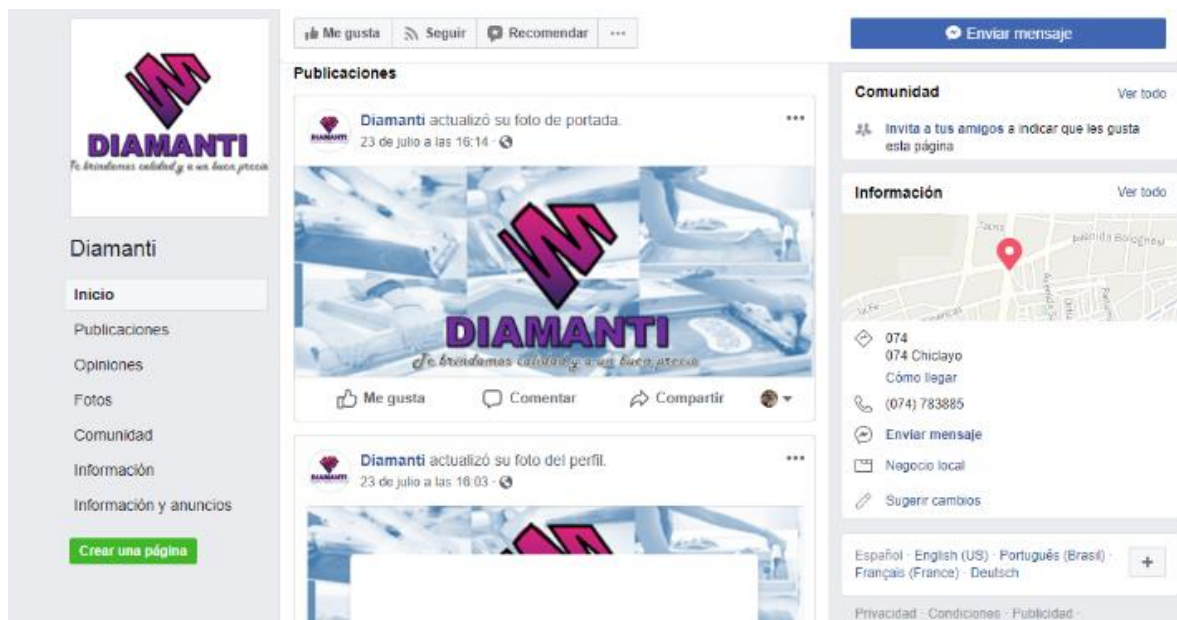 DIAMANTI
Te brindamos calidad y a un buen precio
Diamanti
Inicio
Publicaciones
Opiniones
Fotos
Comunidad
Información
Información y anuncios
Crear una página
Me gusta
Seguir
Recomendar
Publicaciones
Diamanti actualizó su foto de portada.
23 de julio a las 16:14 ·
DIAMANTI
DIAMANTI
Te brindamos calidad y a un buen precio
Me gusta
Comentar
Compartir
Diamanti actualizó su foto del perfil.
23 de julio a las 16:03 ·
DIAMANTI
Enviar mensaje
Comunidad
Ver todo
Invita a tus amigos a indicar que les gusta
esta página
Información
Ver todo
Tacna
Avenida Bolognesi
074
074 Chiclayo
Cómo llegar
(074) 783885
Enviar mensaje
Negocio local
Sugerir cambios
Español · English (US) · Português (Brasil) ·
Français (France) · Deutsch
Privacidad · Condiciones · Publicidad ·